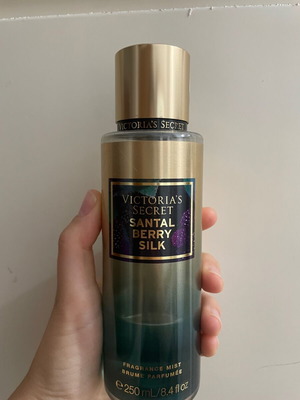 VICTORIA'S SECRET
VICTORIA'S
SECRET
SANTAL
BERRY
SILK
FRAGRANCE MIST
BRUME PARFUMÉE
e 250 mL/8.4 fl oz